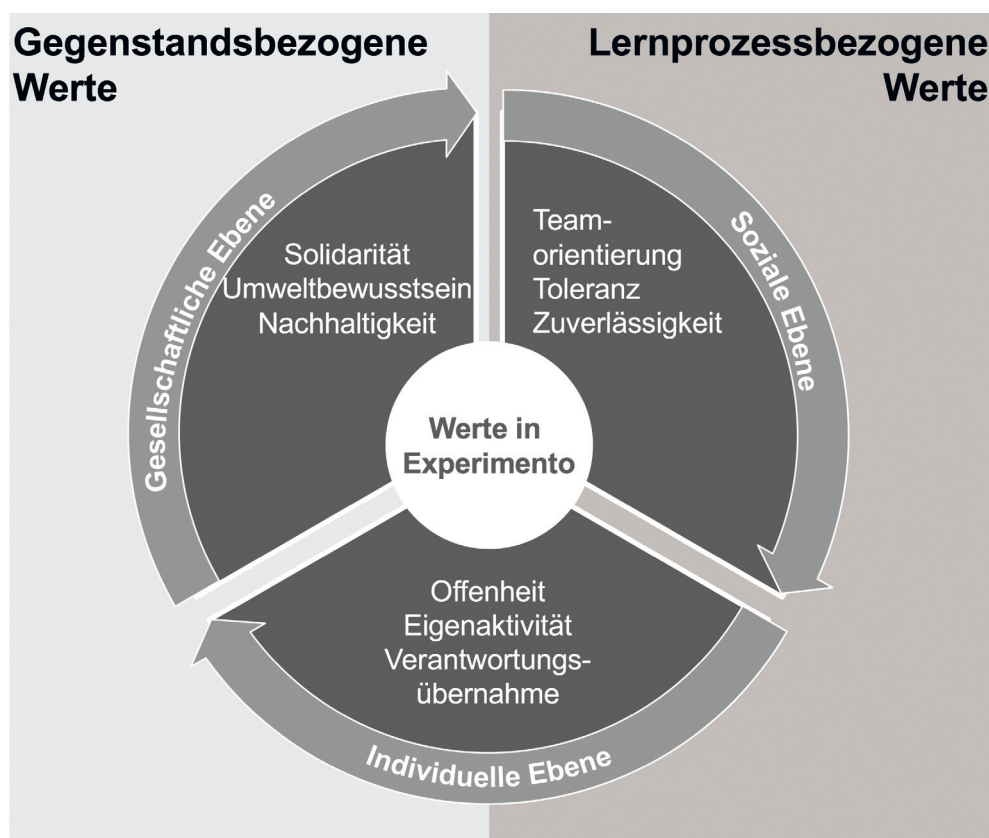 Gegenstandsbezogene
Werte
Lernprozessbezogene
Werte
Gesellschaftliche Ebene
Solidarität
Umweltbewusstsein
Nachhaltigkeit
Team-
orientierung
Toleranz
Zuverlässigkeit
Soziale Ebene
Werte in
Experimento
Offenheit
Eigenaktivität
Verantwortungs-
übernahme
Individuelle Ebene